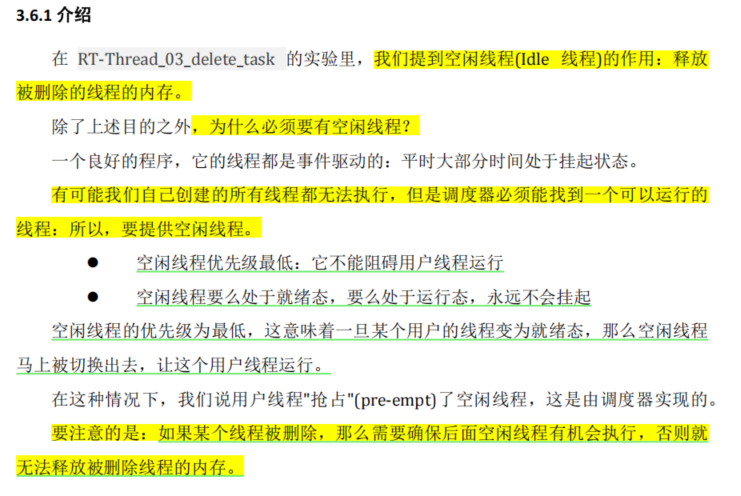 3.6.1 介绍
在 RT-Thread_03_delete_task 的实验里，我们提到空闲线程(Idle 线程)的作用：释放
被删除的线程的内存。
除了上述目的之外，为什么必须要有空闲线程？
一个良好的程序，它的线程都是事件驱动的：平时大部分时间处于挂起状态。
有可能我们自己创建的所有线程都无法执行，但是调度器必须能找到一个可以运行的
线程：所以，要提供空闲线程。
● 空闲线程优先级最低：它不能阻碍用户线程运行
● 空闲线程要么处于就绪态，要么处于运行态，永远不会挂起
空闲线程的优先级为最低，这意味着一旦某个用户的线程变为就绪态，那么空闲线程
马上被切换出去，让这个用户线程运行。
在这种情况下，我们说用户线程"抢占"(pre-empt)了空闲线程，这是由调度器实现的。
要注意的是：如果某个线程被删除，那么需要确保后面空闲线程有机会执行，否则就
无法释放被删除线程的内存。